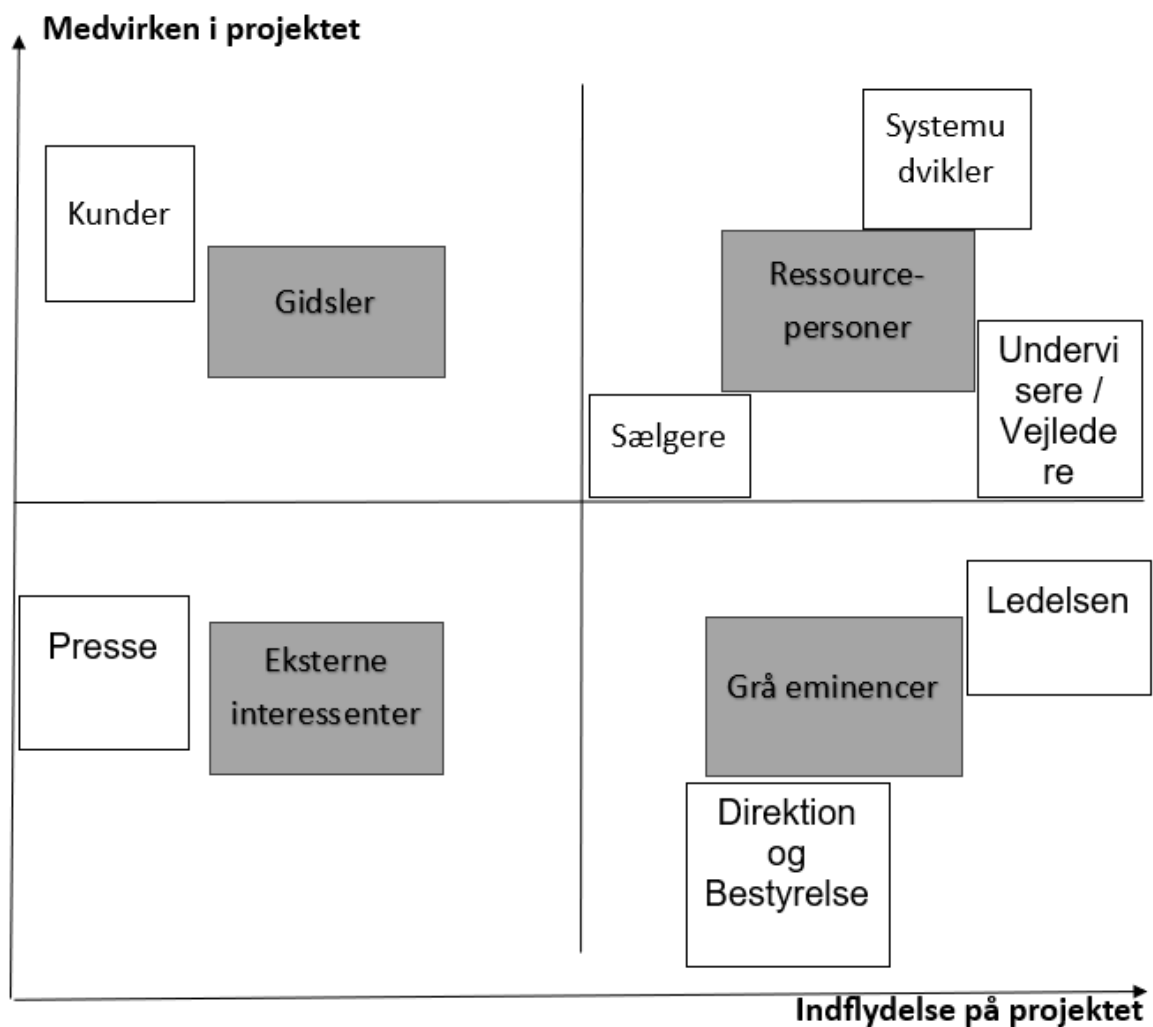 Medvirken i projektet
Systemu
dvikler
Kunder
Gidsler
Ressource-
personer
Undervi
sere /
Vejlede
re
Sælgere
Ledelsen
Presse
Eksterne
interessenter
Grå eminencer
Direktion
og
Bestyrelse
Indflydelse på projektet